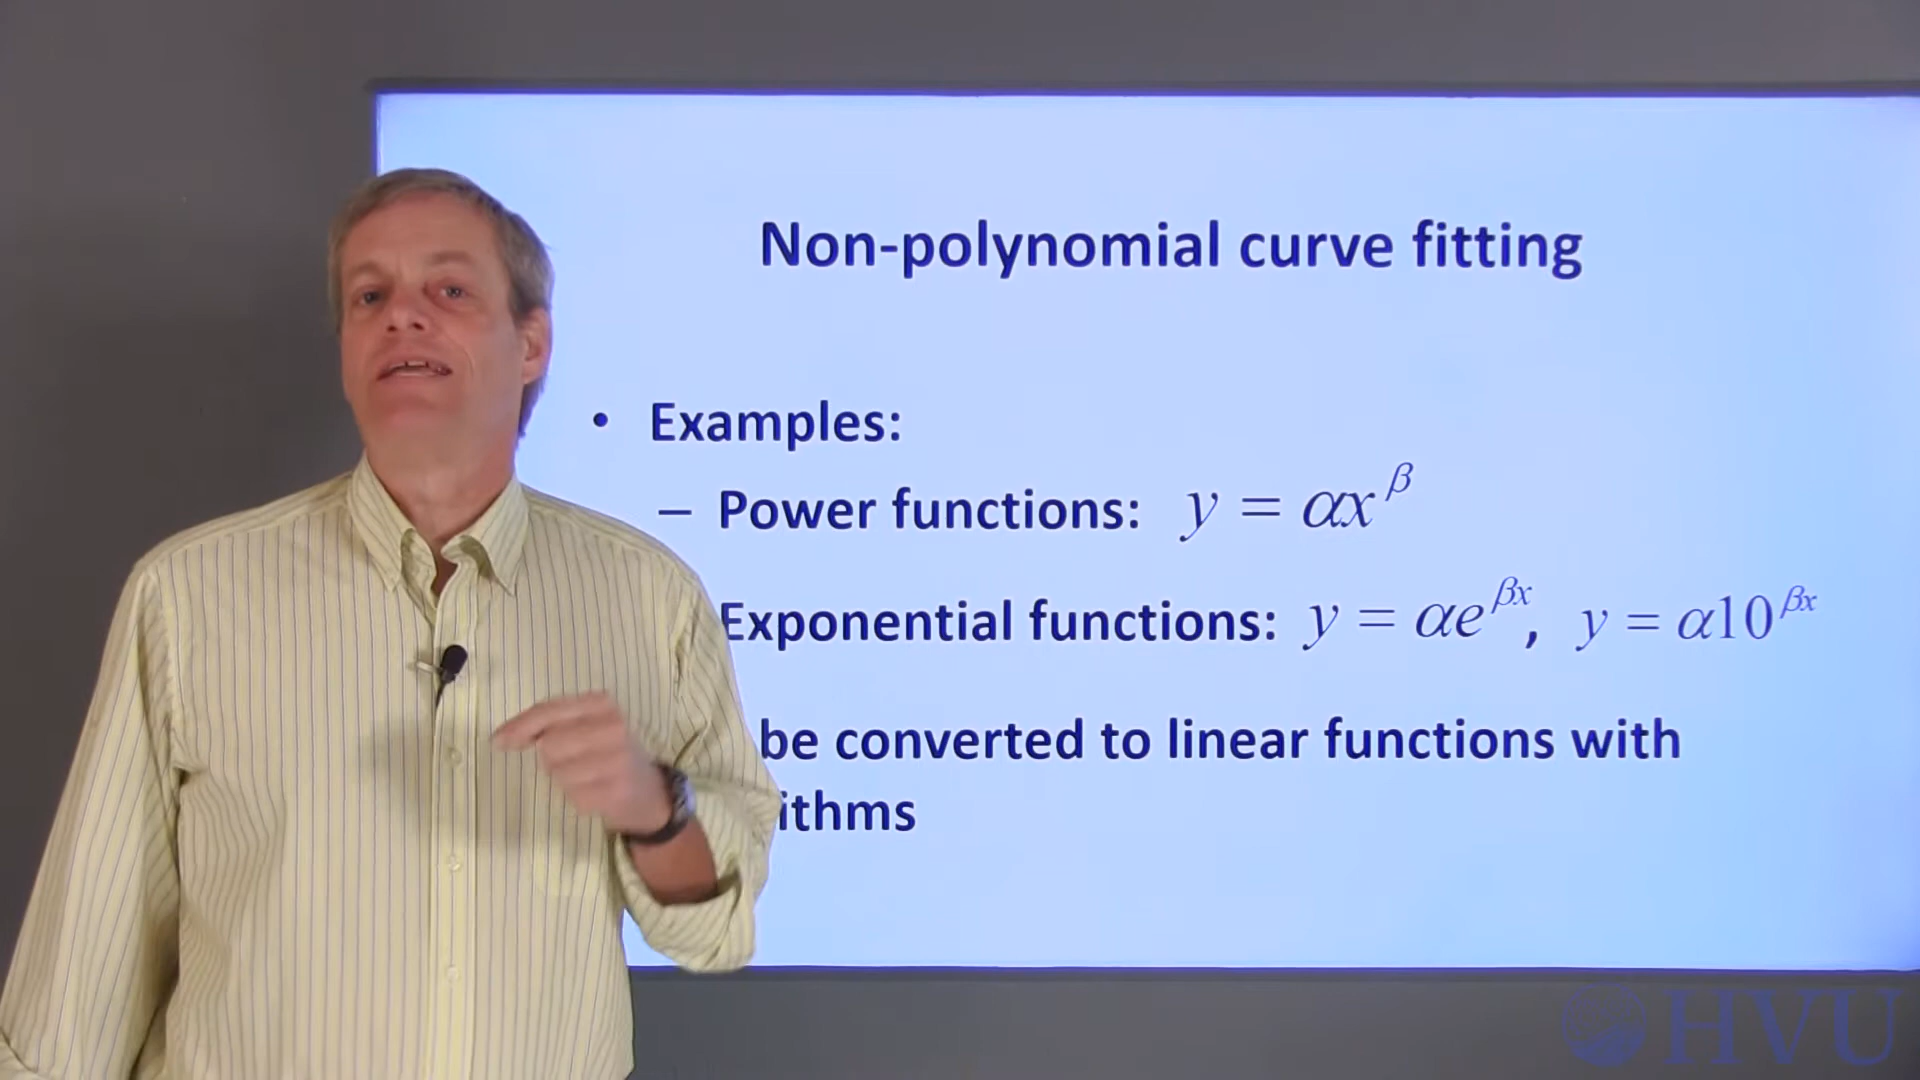 Non-polynomial curve fitting
• Examples:
– Power functions: y = αx^β
Exponential functions: y = αe^{βx}, y = α10^{βx}
be converted to linear functions with
ithms
HVU